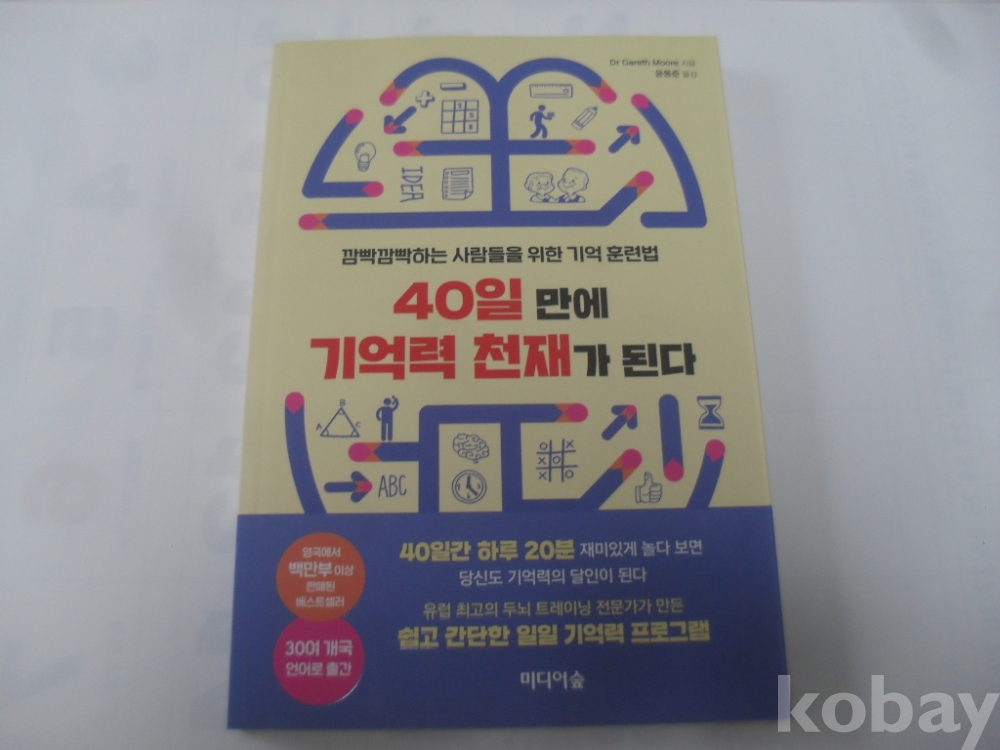 Dr Gareth Moore 지음
윤동준 옮김
IDEA
깜빡깜빡하는 사람들을 위한 기억 훈련법
40일 만에
기억력 천재가 된다
B
A C
ABC
영국에서
백만부 이상
판매된
베스트셀러
40일간 하루 20분 재미있게 놀다 보면
당신도 기억력의 달인이 된다
유럽 최고의 두뇌 트레이닝 전문가가 만든
쉽고 간단한 일일 기억력 프로그램
30여 개국
언어로 출간
미디어숲
kobay